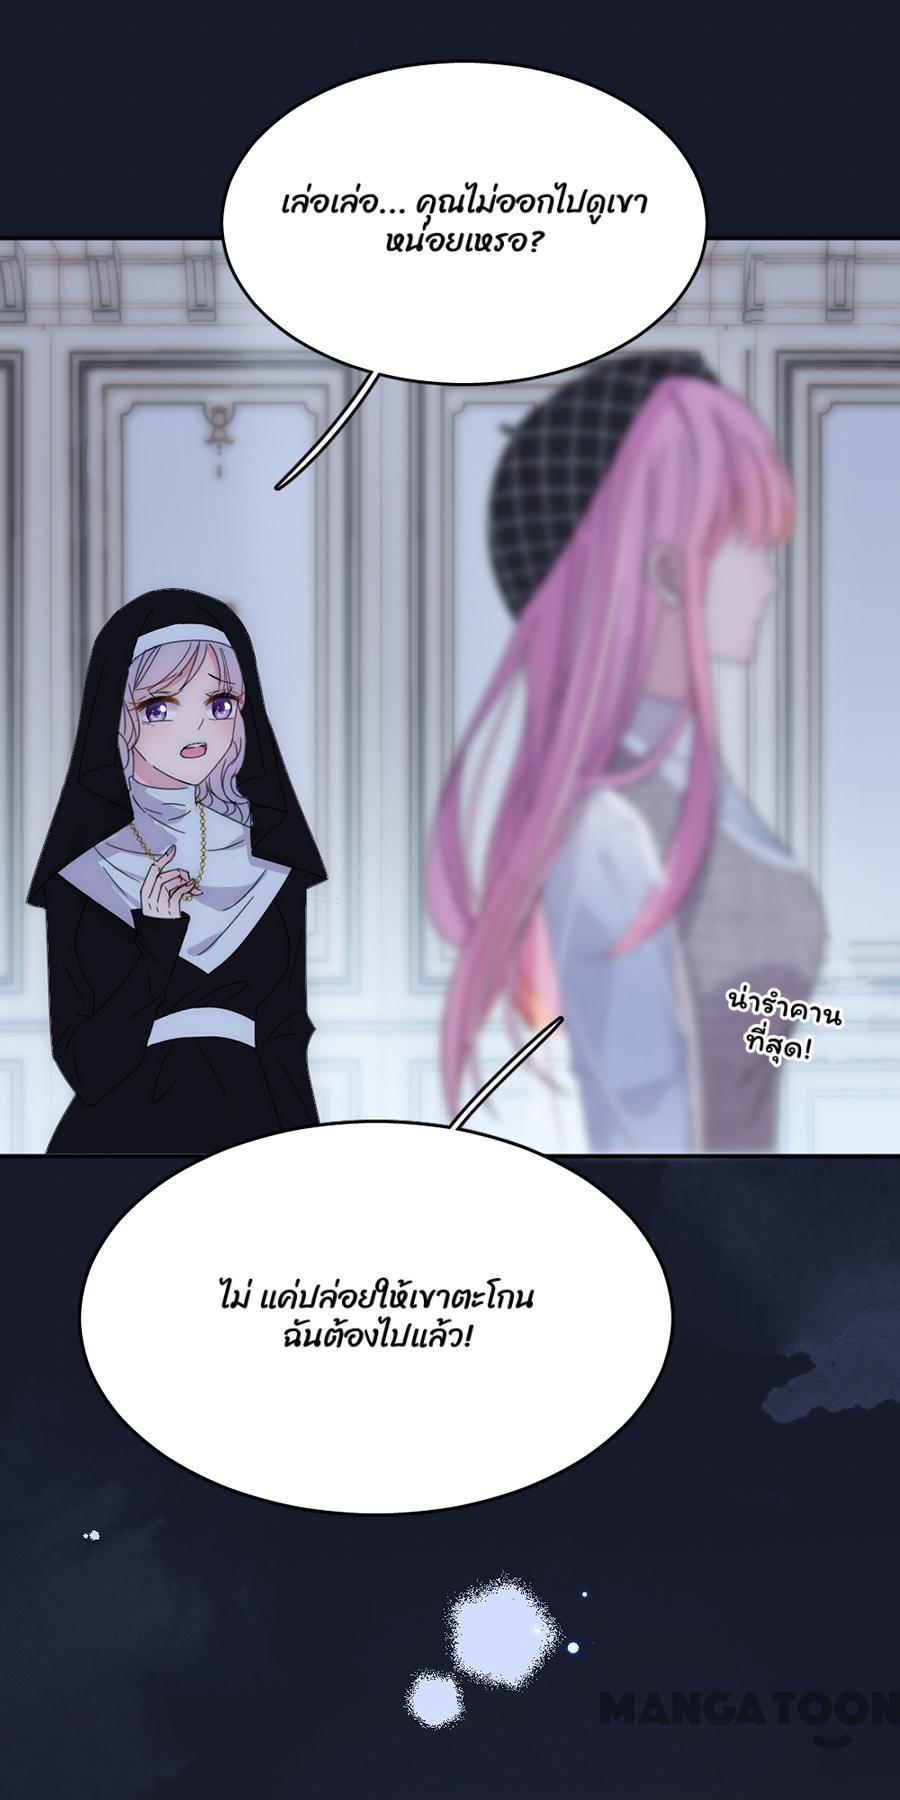 เล่อเล่อ... คุณไม่ออกไปดูเขา
หน่อยเหรอ?
น่ารำคาน
ที่สุด!
ไม่ แค่ปล่อยให้เขาตะโกน
ฉันต้องไปแล้ว!
MANGATOON